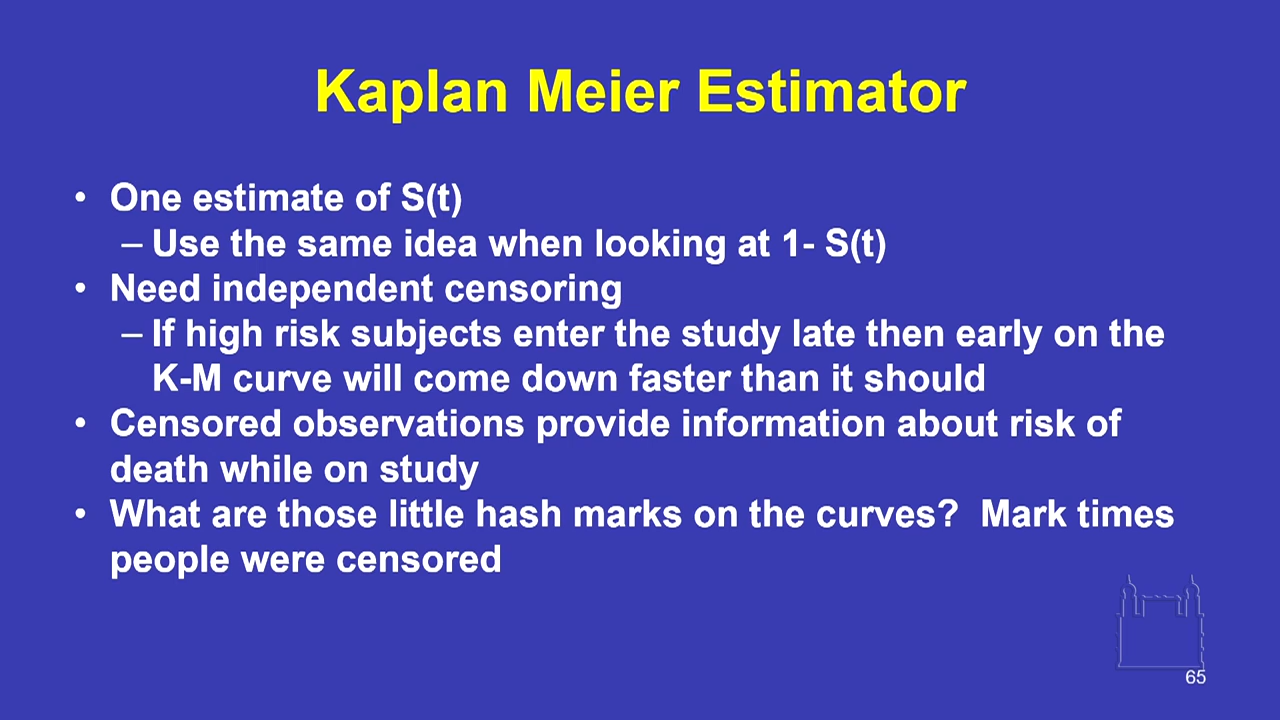 Kaplan Meier Estimator
• One estimate of S(t)
– Use the same idea when looking at 1- S(t)
• Need independent censoring
– If high risk subjects enter the study late then early on the
K-M curve will come down faster than it should
• Censored observations provide information about risk of
death while on study
• What are those little hash marks on the curves?  Mark times
people were censored
65